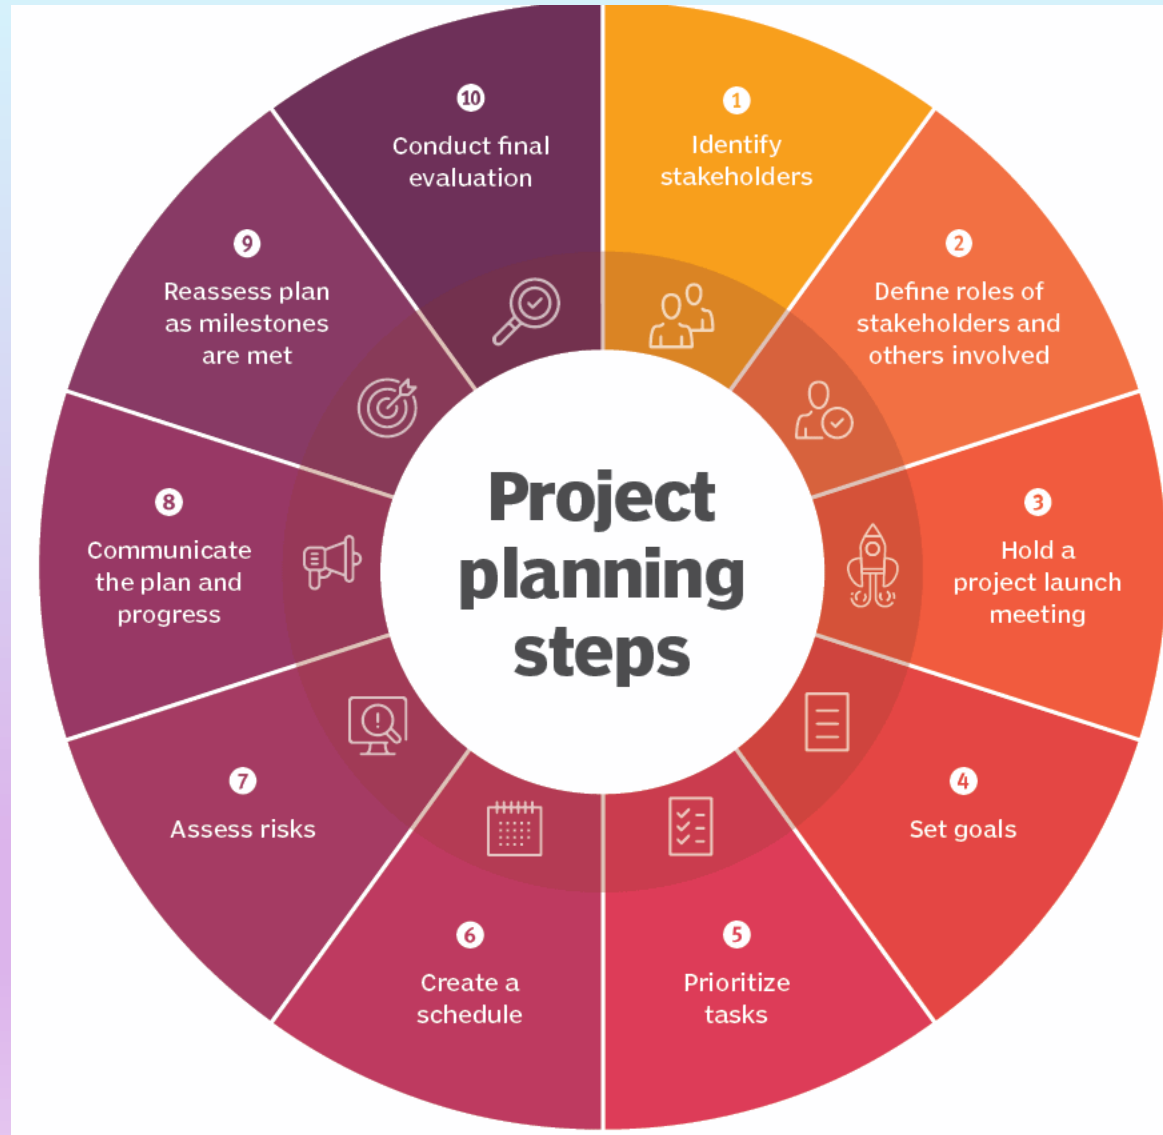 Project
planning
steps
1
Identify
stakeholders
2
Define roles of
stakeholders and
others involved
3
Hold a
project launch
meeting
4
Set goals
5
Prioritize
tasks
6
Create a
schedule
7
Assess risks
8
Communicate
the plan and
progress
9
Reassess plan
as milestones
are met
10
Conduct final
evaluation